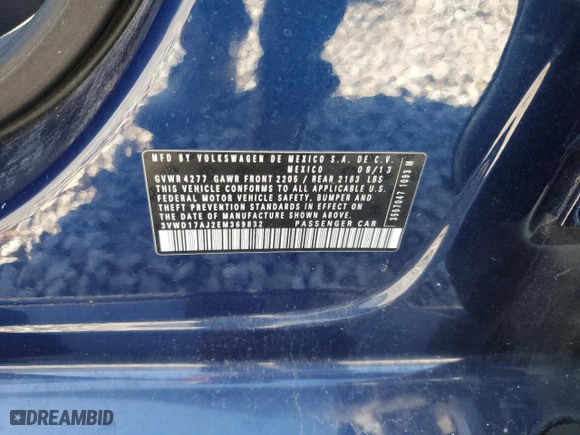 MFD BY VOLKSWAGEN DE MEXICO S.A. DE C.V.
MEXICO 08/13
GVWR 4277 GAWR FRONT 2205 / REAR 2183 LBS
THIS VEHICLE CONFORMS TO ALL APPLICABLE U.S.
FEDERAL MOTOR VEHICLE SAFETY, BUMPER AND
THEFT PREVENTION STANDARDS IN EFFECT ON
THE DATE OF MANUFACTURE SHOWN ABOVE.
3VWD17AJ2EM369832 PASSENGER CAR
3557047 1083 M
DREAMBID